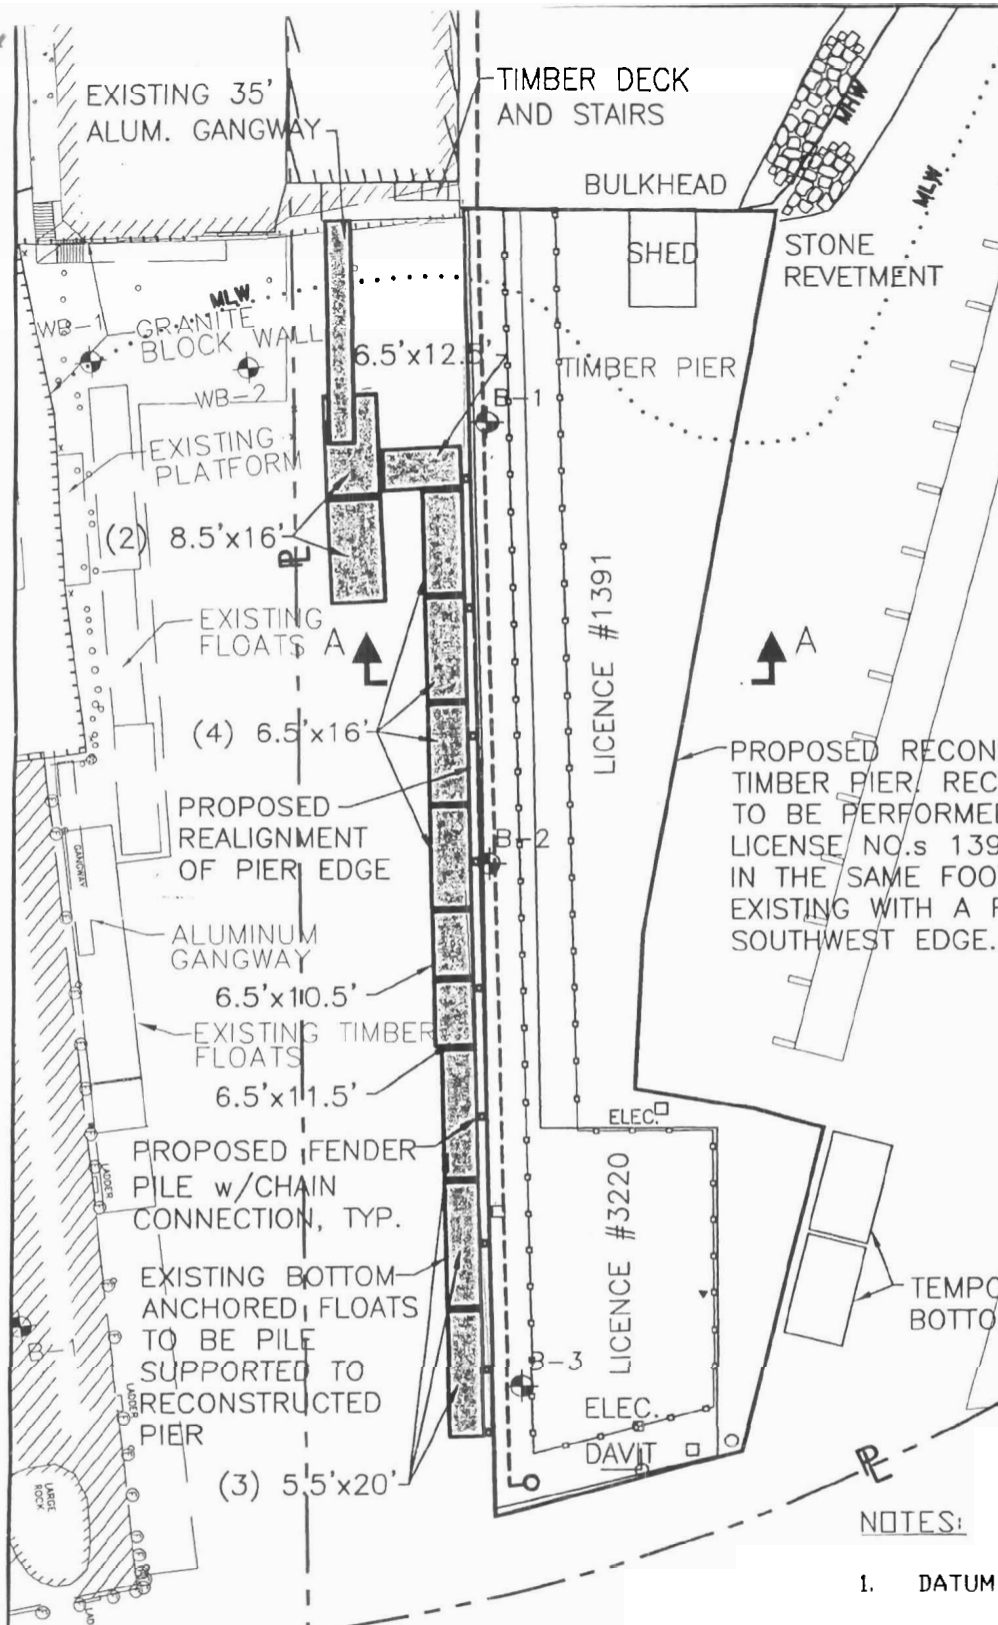 EXISTING 35'
ALUM. GANGWAY
TIMBER DECK
AND STAIRS
BULKHEAD
MHW
MLW
SHED
STONE
REVETMENT
MLW
WB-1
GRANITE
BLOCK WALL
WB-2
6.5'x12.5'
TIMBER PIER
B-1
EXISTING
PLATFORM
(2) 8.5'x16'
PL
LICENCE #1391
EXISTING
FLOATS
A
A
(4) 6.5'x16'
PROPOSED RECON
TIMBER PIER. REC
TO BE PERFORME
LICENSE NO.s 139
IN THE SAME FOO
EXISTING WITH A
SOUTHWEST EDGE.
PROPOSED
REALIGNMENT
OF PIER EDGE
B-2
GANGWAY
ALUMINUM
GANGWAY
6.5'x10.5'
EXISTING TIMBER
FLOATS
6.5'x11.5'
ELEC.
PROPOSED FENDER
PILE w/CHAIN
CONNECTION, TYP.
LADDER
LICENCE #3220
EXISTING BOTTOM
ANCHORED FLOATS
TO BE PILE
SUPPORTED TO
RECONSTRUCTED
PIER
TEMPO
BOTTO
B-1
B-3
LADDER
ELEC.
DAVIT
(3) 5.5'x20'
PL
LARGE
ROCK
NOTES:
1. DATUM
LAD